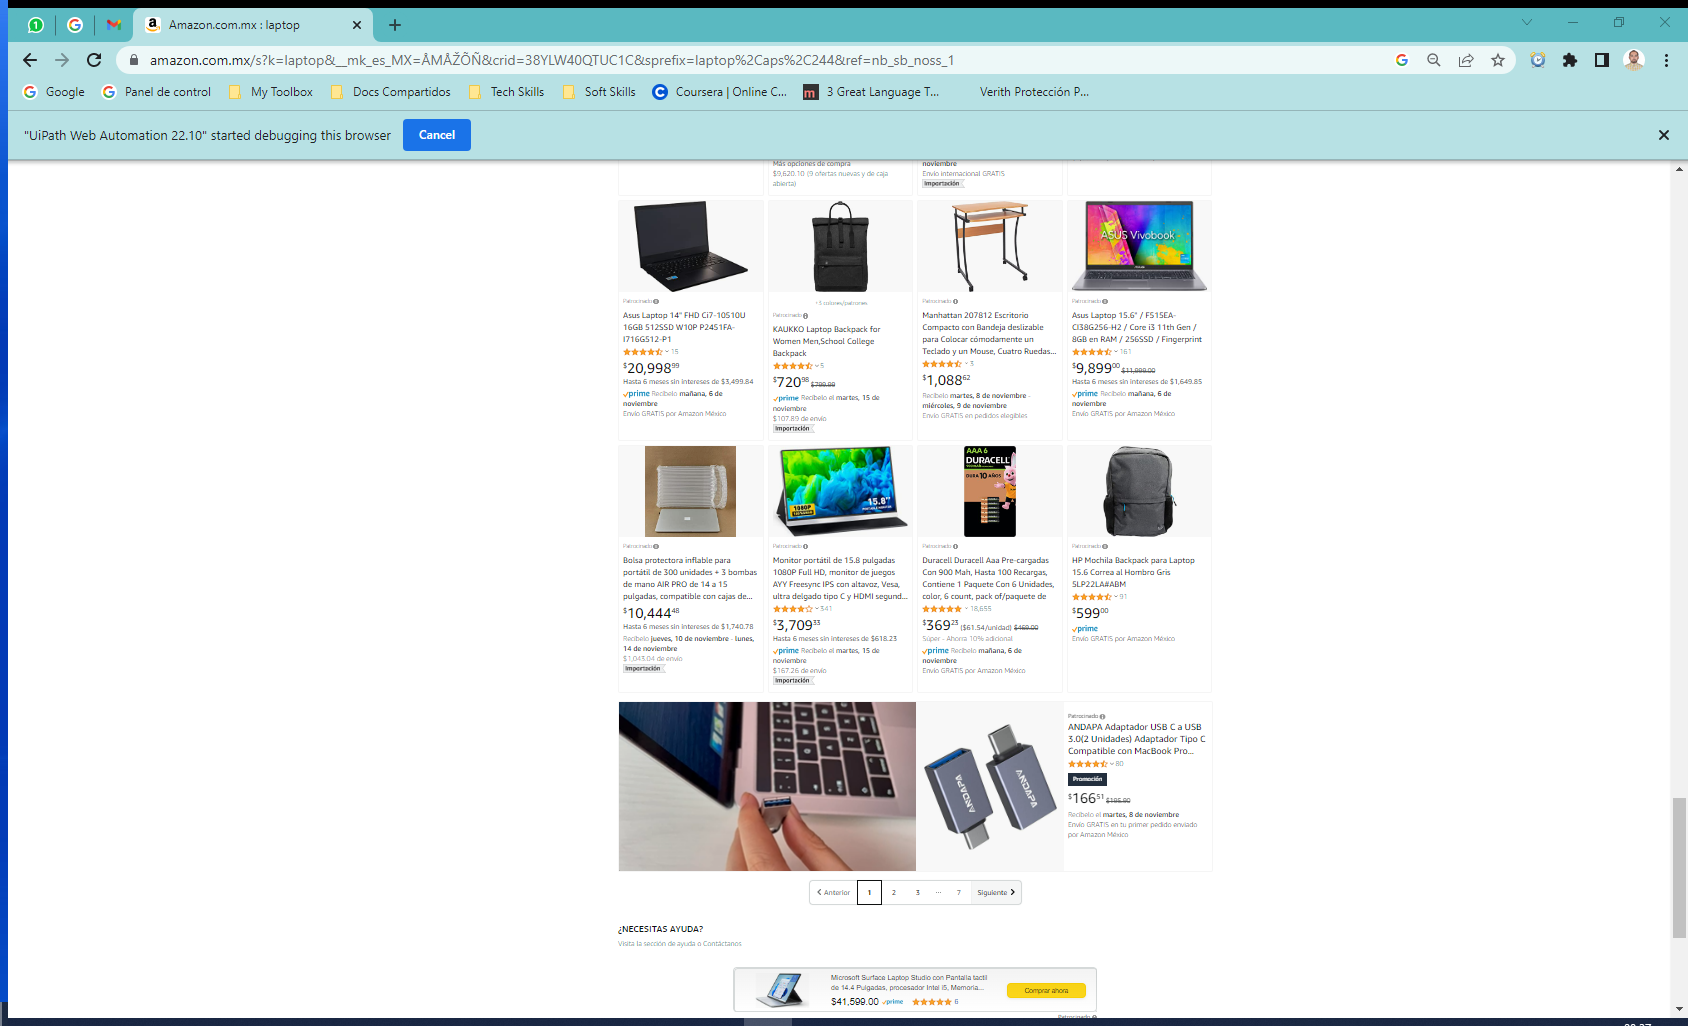 Amazon.com.mx : laptop
amazon.com.mx/s?k=laptop&__mk_es_MX=ÅMÅŽÕÑ&crid=38YLW40QTUC1C&sprefix=laptop%2Caps%2C244&ref=nb_sb_noss_1
Google
Panel de control
My Toolbox
Docs Compartidos
Tech Skills
Soft Skills
Coursera | Online C...
3 Great Language T...
Verith Protección P...
"UiPath Web Automation 22.10" started debugging this browser
Cancel
Más opciones de compra
$9,620.10 (9 ofertas nuevas y de caja
abierta)
noviembre
Envío internacional GRATIS
Importación
Patrocinado
Asus Laptop 14" FHD Ci7-10510U
16GB 512SSD W10P P2451FA-
I716G512-P1
15
$20,998.99
Hasta 6 meses sin intereses de $3,499.84
prime Recíbelo mañana, 6 de
noviembre
Envío GRATIS por Amazon México
+5 colores/patrones
Patrocinado
KAUKKO Laptop Backpack for
Women Men,School College
Backpack
5
$720.98 $799.99
prime Recíbelo el martes, 15 de
noviembre
$107.89 de envío
Importación
Patrocinado
Manhattan 207812 Escritorio
Compacto con Bandeja deslizable
para Colocar cómodamente un
Teclado y un Mouse, Cuatro Ruedas...
3
$1,088.62
Recíbelo martes, 8 de noviembre -
miércoles, 9 de noviembre
Envío GRATIS en pedidos elegibles
ASUS Vivobook
Patrocinado
Asus Laptop 15.6" / F515EA-
CI38G256-H2 / Core i3 11th Gen /
8GB en RAM / 256SSD / Fingerprint
161
$9,899.00 $11,999.00
Hasta 6 meses sin intereses de $1,649.85
prime Recíbelo mañana, 6 de
noviembre
Envío GRATIS por Amazon México
Patrocinado
Bolsa protectora inflable para
portátil de 300 unidades + 3 bombas
de mano AIR PRO de 14 a 15
pulgadas, compatible con cajas de...
$10,444.48
Hasta 6 meses sin intereses de $1,740.78
Recíbelo jueves, 10 de noviembre - lunes,
14 de noviembre
$1,043.04 de envío
Importación
1080P
15.8"
Patrocinado
Monitor portátil de 15.8 pulgadas
1080P Full HD, monitor de juegos
AYY Freesync IPS con altavoz, Vesa,
ultra delgado tipo C y HDMI segund...
341
$3,709.33
Hasta 6 meses sin intereses de $618.23
prime Recíbelo el martes, 15 de
noviembre
$167.26 de envío
Importación
AAA 6
DURACELL
DURA 10 AÑOS
Patrocinado
Duracell Duracell Aaa Pre-cargadas
Con 900 Mah, Hasta 100 Recargas,
Contiene 1 Paquete Con 6 Unidades,
color, 6 count, pack of/paquete de
18,655
$369.23 ($61.54/unidad) $469.00
Súper - Ahorra 10% adicional
prime Recíbelo mañana, 6 de
noviembre
Envío GRATIS por Amazon México
Patrocinado
HP Mochila Backpack para Laptop
15.6 Correa al Hombro Gris
5LP22LA#ABM
91
$599.00
prime
Envío GRATIS por Amazon México
ANDAPA
ANDAPA
Patrocinado
ANDAPA Adaptador USB C a USB
3.0(2 Unidades) Adaptador Tipo C
Compatible con MacBook Pro...
80
Promoción
$166.51
Recíbelo el martes, 8 de noviembre
Envío GRATIS en tu primer pedido enviado
por Amazon México
Anterior 1 2 3 ... 7 Siguiente
¿NECESITAS AYUDA?
Visita la sección de ayuda o Contáctanos
Microsoft Surface Laptop Studio con Pantalla tactil
de 14.4 Pulgadas, procesador Intel i5, Memoria...
$41,599.00 prime 6
Comprar ahora
Patrocinado